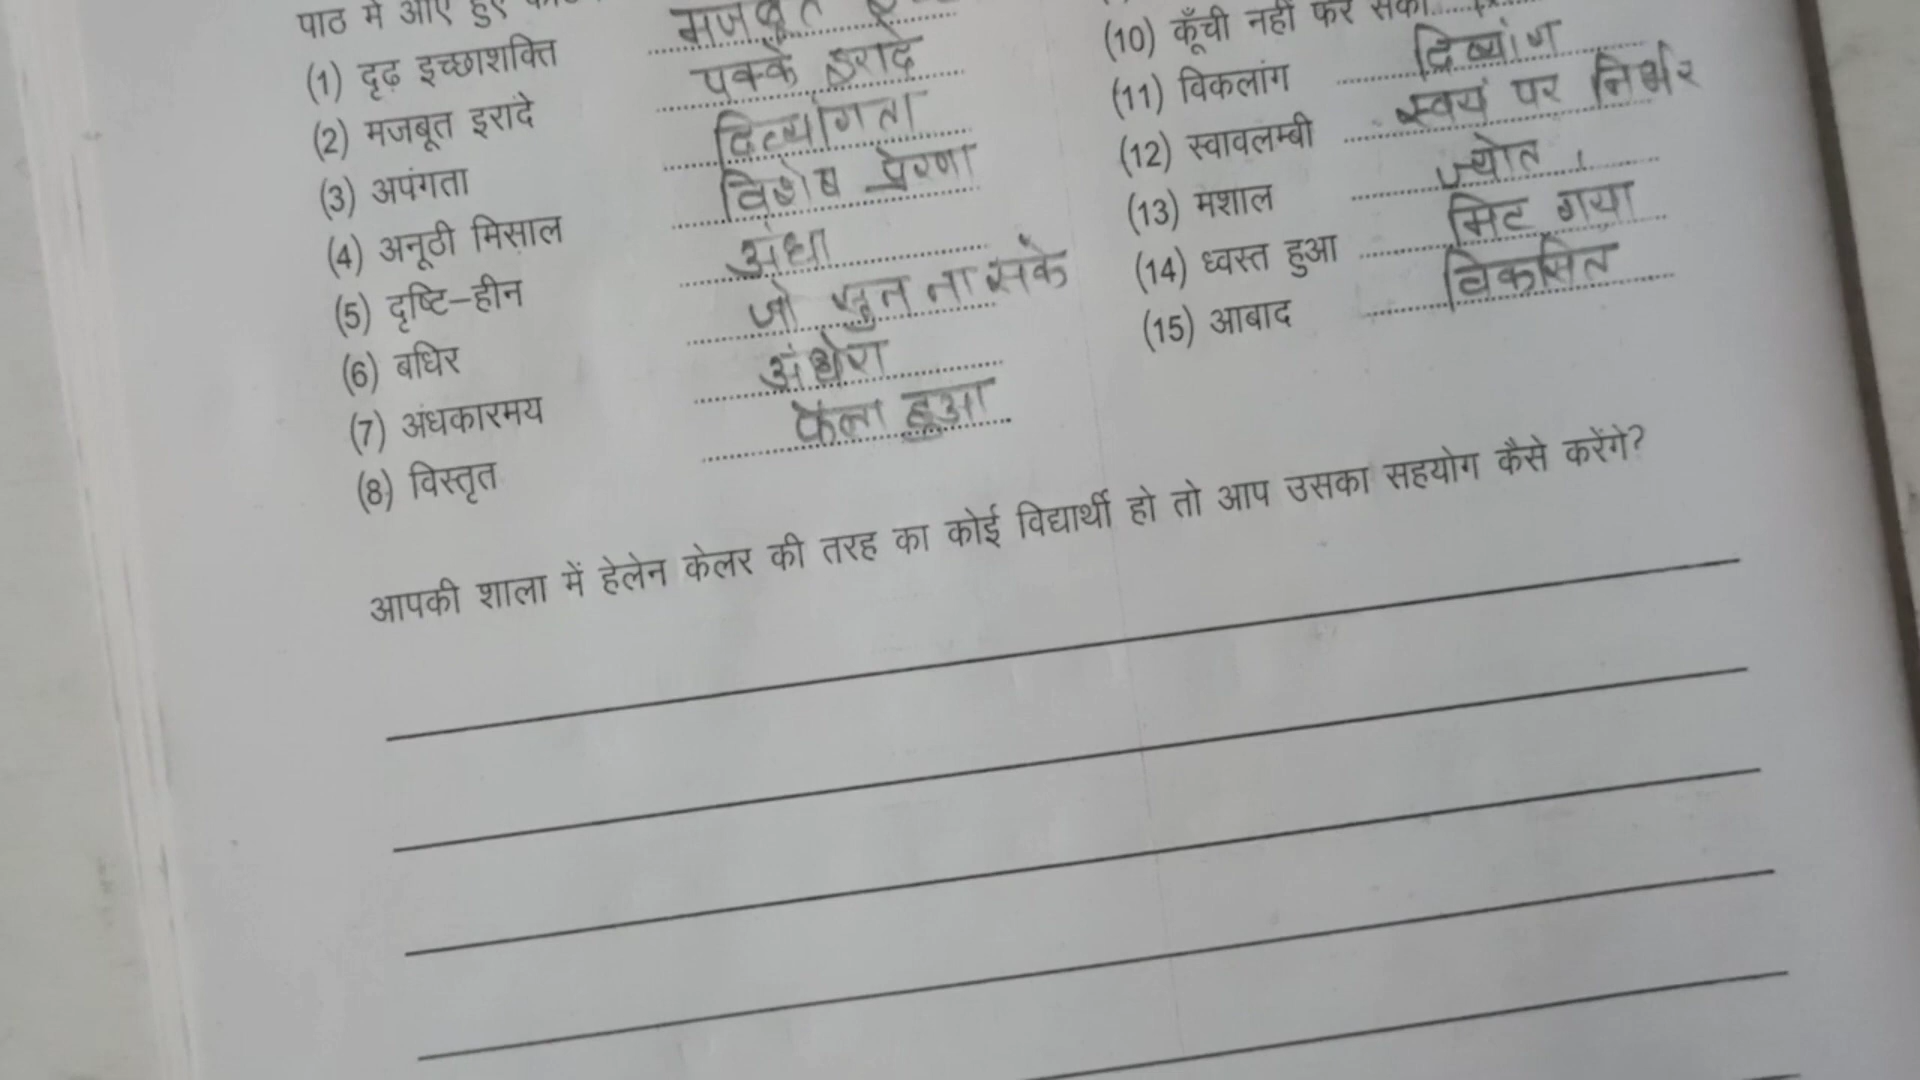 पाठ में आए हुए
(1) दृढ़ इच्छाशक्ति मजबूत
(2) मजबूत इरादे पक्के इरादे
(3) अपंगता दिव्यांगता
(4) अनूठी मिसाल विशेष प्रेरणा
(5) दृष्टि-हीन अंधा
(6) बधिर जो सुन ना सके
(7) अंधकारमय अंधेरा
(8) विस्तृत फैला हुआ
(10) कूँची नहीं फेर सका
(11) विकलांग दिव्यांग
(12) स्वावलम्बी स्वयं पर निर्भर
(13) मशाल ज्योत
(14) ध्वस्त हुआ मिट गया
(15) आबाद विकसित
आपकी शाला में हेलेन केलर की तरह का कोई विद्यार्थी हो तो आप उसका सहयोग कैसे करेंगे?